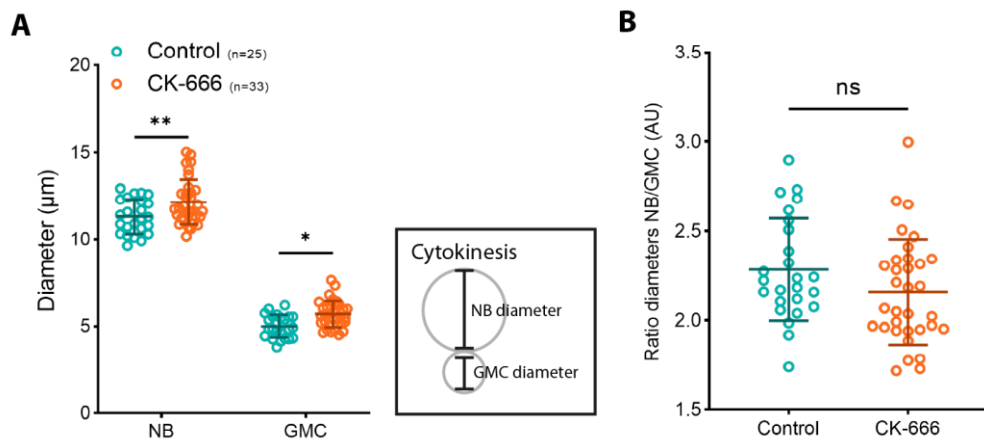 A
Control (n=25)
CK-666 (n=33)
Diameter (μm)
20
15
10
5
0
**
*
NB
GMC
Cytokinesis
NB diameter
GMC diameter
B
Ratio diameters NB/GMC (AU)
3.5
3.0
2.5
2.0
1.5
ns
Control
CK-666